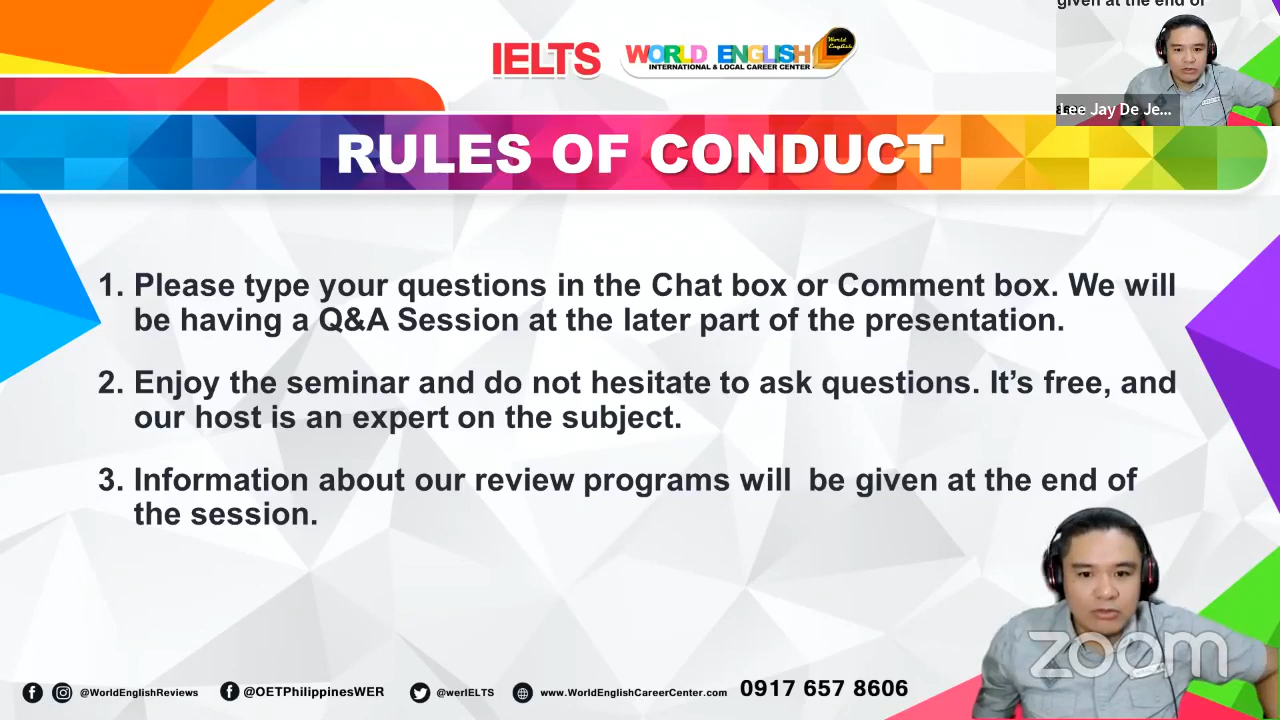 given at the end of
IELTS
WORLD ENGLISH
INTERNATIONAL & LOCAL CAREER CENTER
World
English
Lee Jay De Je...
RULES OF CONDUCT
1. Please type your questions in the Chat box or Comment box. We will
be having a Q&A Session at the later part of the presentation.
2. Enjoy the seminar and do not hesitate to ask questions. It's free, and
our host is an expert on the subject.
3. Information about our review programs will be given at the end of
the session.
zoom
@WorldEnglishReviews
@OETPhilippinesWER
@werIELTS
www.WorldEnglishCareerCenter.com
0917 657 8606